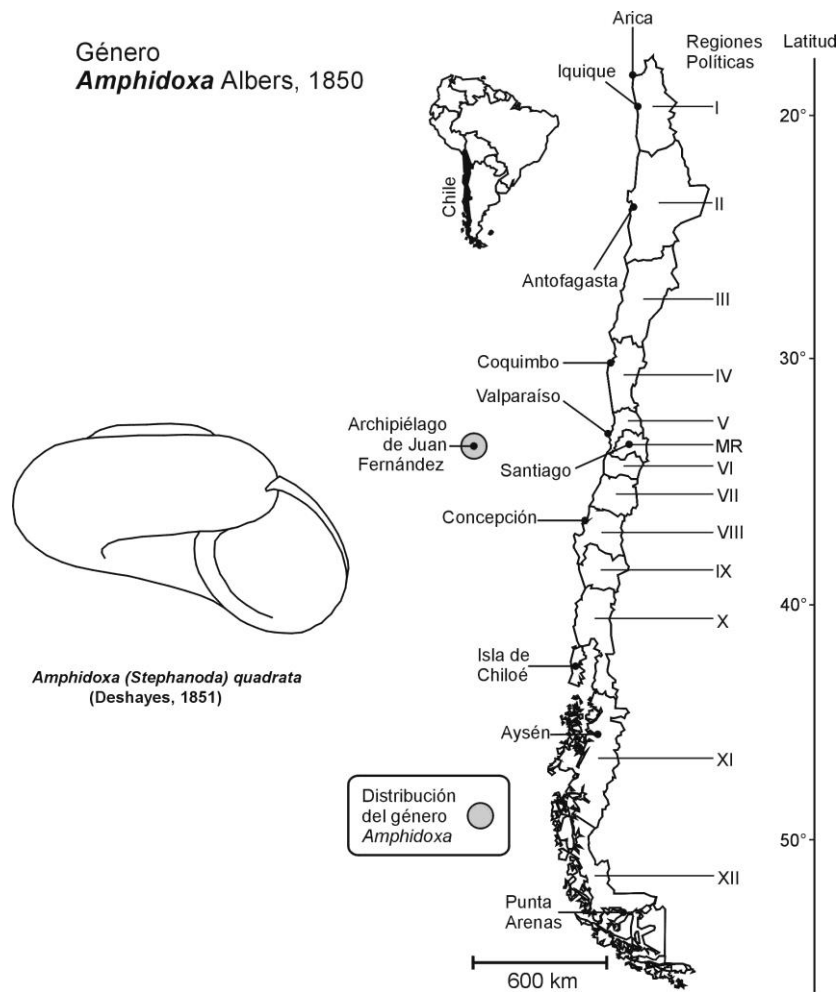 Género
Amphidoxa Albers, 1850
Chile
Arica
Iquique
Antofagasta
Coquimbo
Valparaíso
Archipiélago
de Juan
Fernández
Santiago
Concepción
Isla de
Chiloé
Aysén
Punta
Arenas
Regiones
Políticas
I
II
III
IV
V
MR
VI
VII
VIII
IX
X
XI
XII
Latitud
20°
30°
40°
50°
Amphidoxa (Stephanoda) quadrata
(Deshayes, 1851)
Distribución
del género
Amphidoxa
600 km